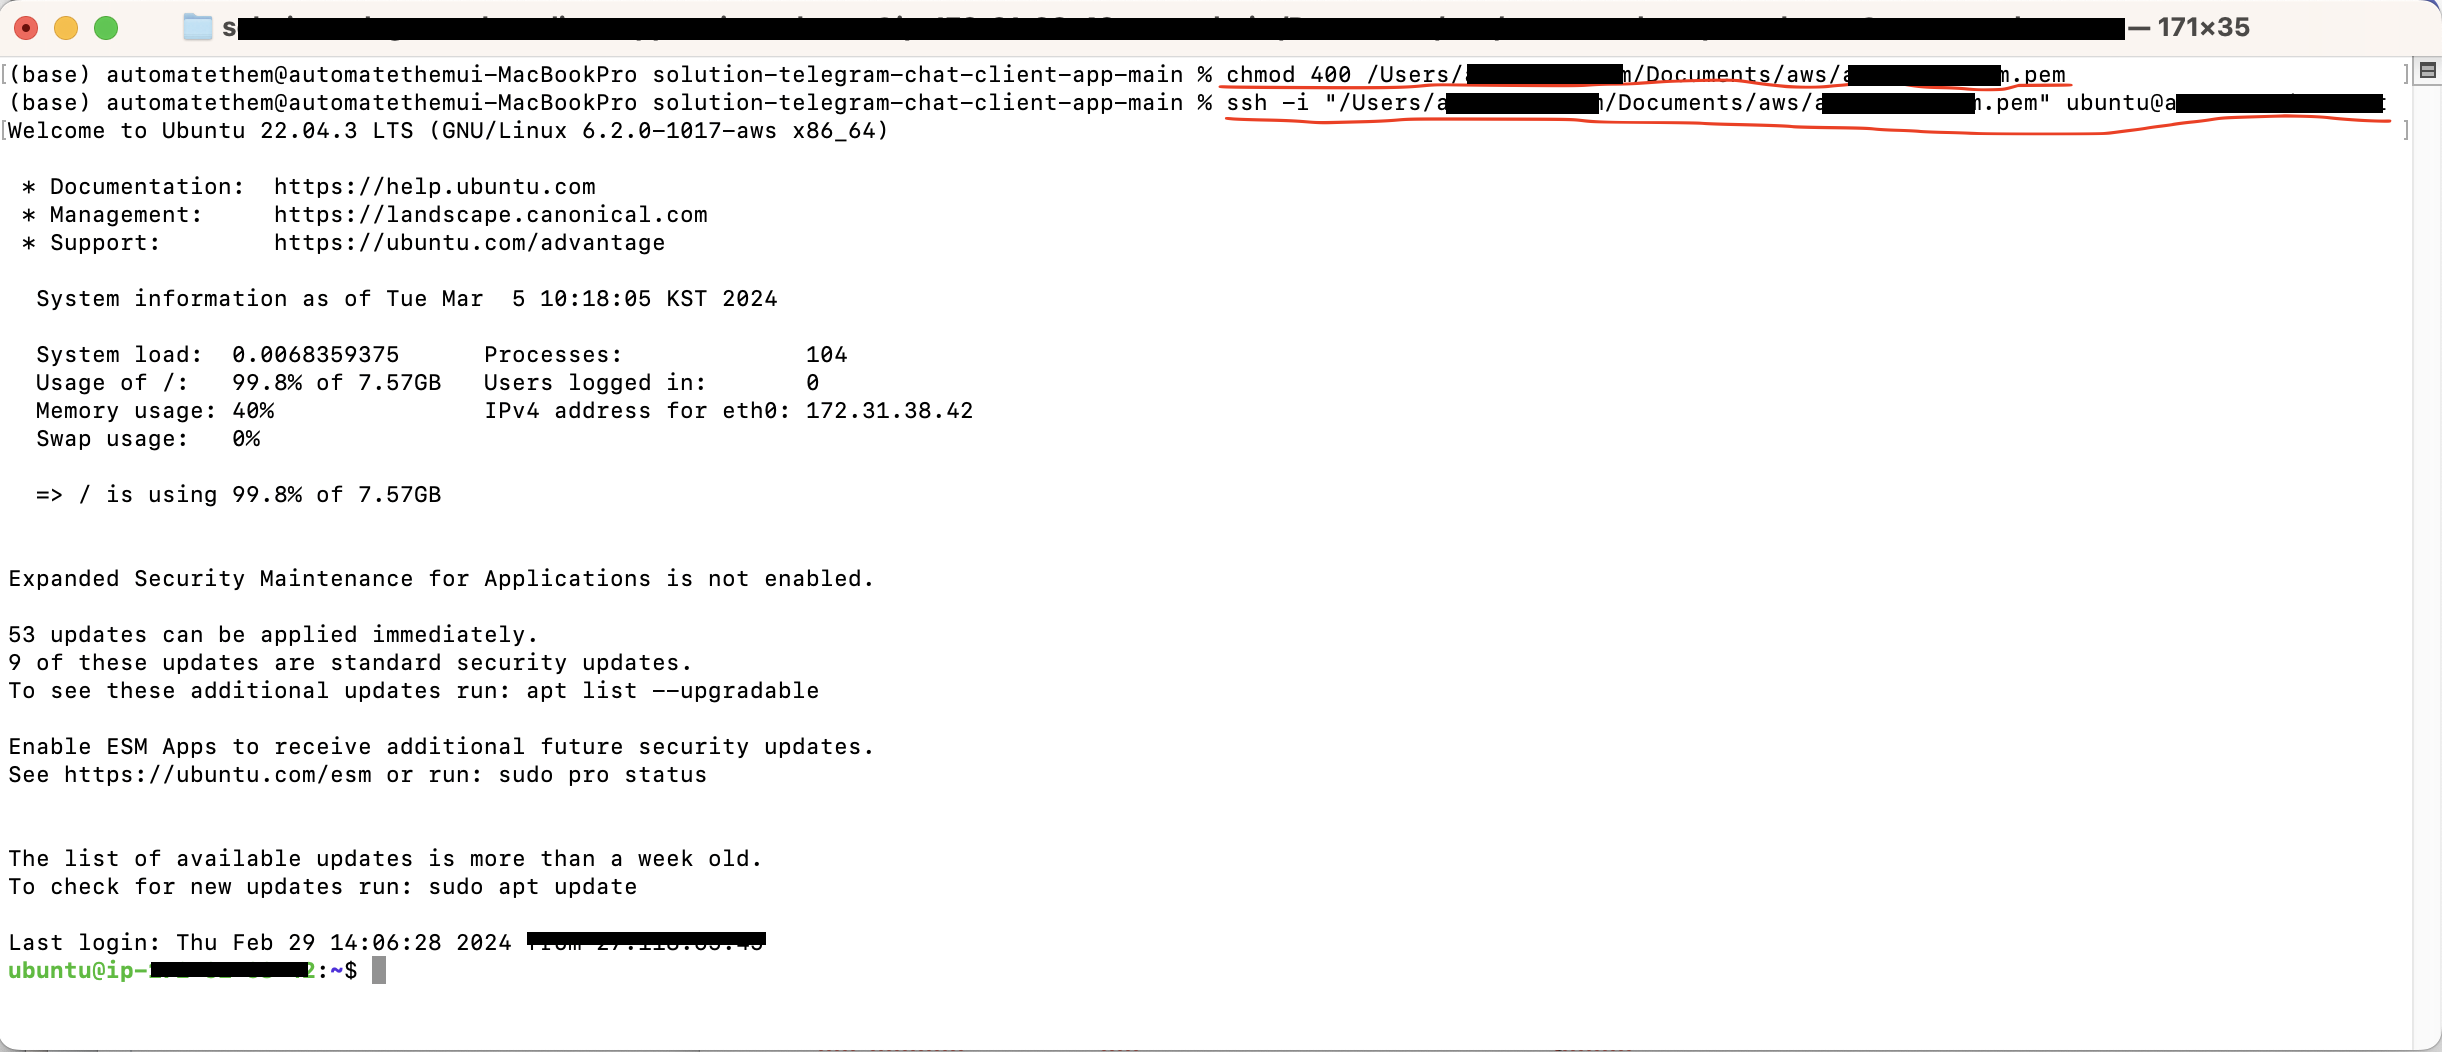 — 171×35
(base) automatethem@automatethemui-MacBookPro solution-telegram-chat-client-app-main % chmod 400 /Users/ /Documents/aws/ .pem
(base) automatethem@automatethemui-MacBookPro solution-telegram-chat-client-app-main % ssh -i "/Users/a /Documents/aws/ .pem" ubuntu@a
Welcome to Ubuntu 22.04.3 LTS (GNU/Linux 6.2.0-1017-aws x86_64)
* Documentation:  https://help.ubuntu.com
* Management:     https://landscape.canonical.com
* Support:        https://ubuntu.com/advantage
System information as of Tue Mar  5 10:18:05 KST 2024
System load:  0.0068359375      Processes:             104
Usage of /:   99.8% of 7.57GB   Users logged in:       0
Memory usage: 40%               IPv4 address for eth0: 172.31.38.42
Swap usage:   0%
=> / is using 99.8% of 7.57GB
Expanded Security Maintenance for Applications is not enabled.
53 updates can be applied immediately.
9 of these updates are standard security updates.
To see these additional updates run: apt list --upgradable
Enable ESM Apps to receive additional future security updates.
See https://ubuntu.com/esm or run: sudo pro status
The list of available updates is more than a week old.
To check for new updates run: sudo apt update
Last login: Thu Feb 29 14:06:28 2024
ubuntu@ip- 2:~$